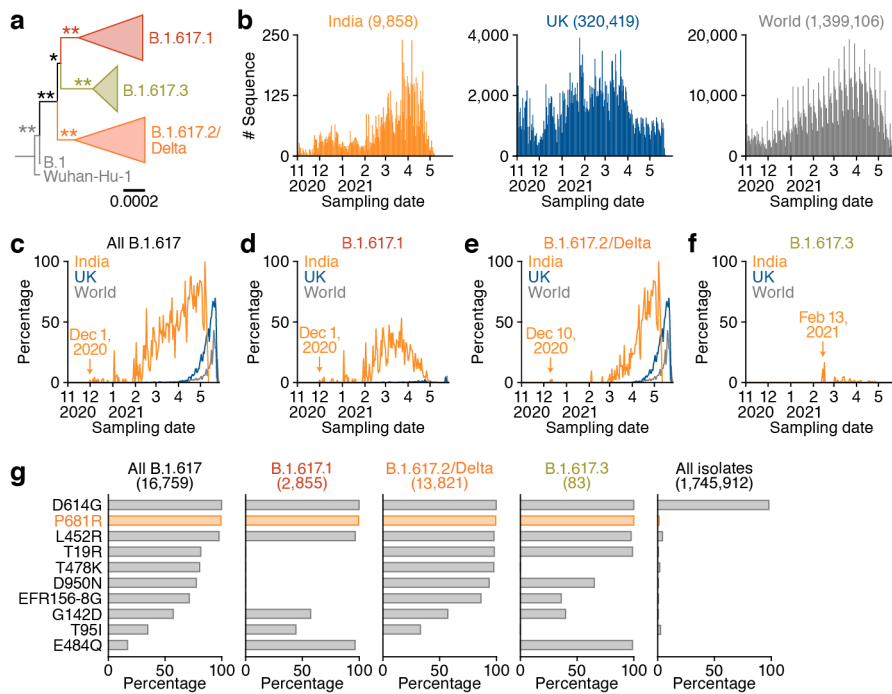 a
**
B.1.617.1
*
**
**
B.1.617.3
**
**
B.1.617.2/
Delta
B.1
Wuhan-Hu-1
0.0002
b
India (9,858)
# Sequence
250
125
0
11 12 1 2 3 4 5
2020 2021
Sampling date
UK (320,419)
4,000
2,000
0
11 12 1 2 3 4 5
2020 2021
Sampling date
World (1,399,106)
20,000
10,000
0
11 12 1 2 3 4 5
2020 2021
Sampling date
c
All B.1.617
Percentage
100
50
0
India
UK
World
Dec 1,
2020
11 12 1 2 3 4 5
2020 2021
Sampling date
d
B.1.617.1
Percentage
100
50
0
India
UK
World
Dec 1,
2020
11 12 1 2 3 4 5
2020 2021
Sampling date
e
B.1.617.2/Delta
Percentage
100
50
0
India
UK
World
Dec 10,
2020
11 12 1 2 3 4 5
2020 2021
Sampling date
f
B.1.617.3
Percentage
100
50
0
India
UK
World
Feb 13,
2021
11 12 1 2 3 4 5
2020 2021
Sampling date
g
All B.1.617
(16,759)
B.1.617.1
(2,855)
B.1.617.2/Delta
(13,821)
B.1.617.3
(83)
All isolates
(1,745,912)
D614G
P681R
L452R
T19R
T478K
D950N
EFR156-8G
G142D
T95I
E484Q
0 50 100
Percentage
0 50 100
Percentage
0 50 100
Percentage
0 50 100
Percentage
0 50 100
Percentage